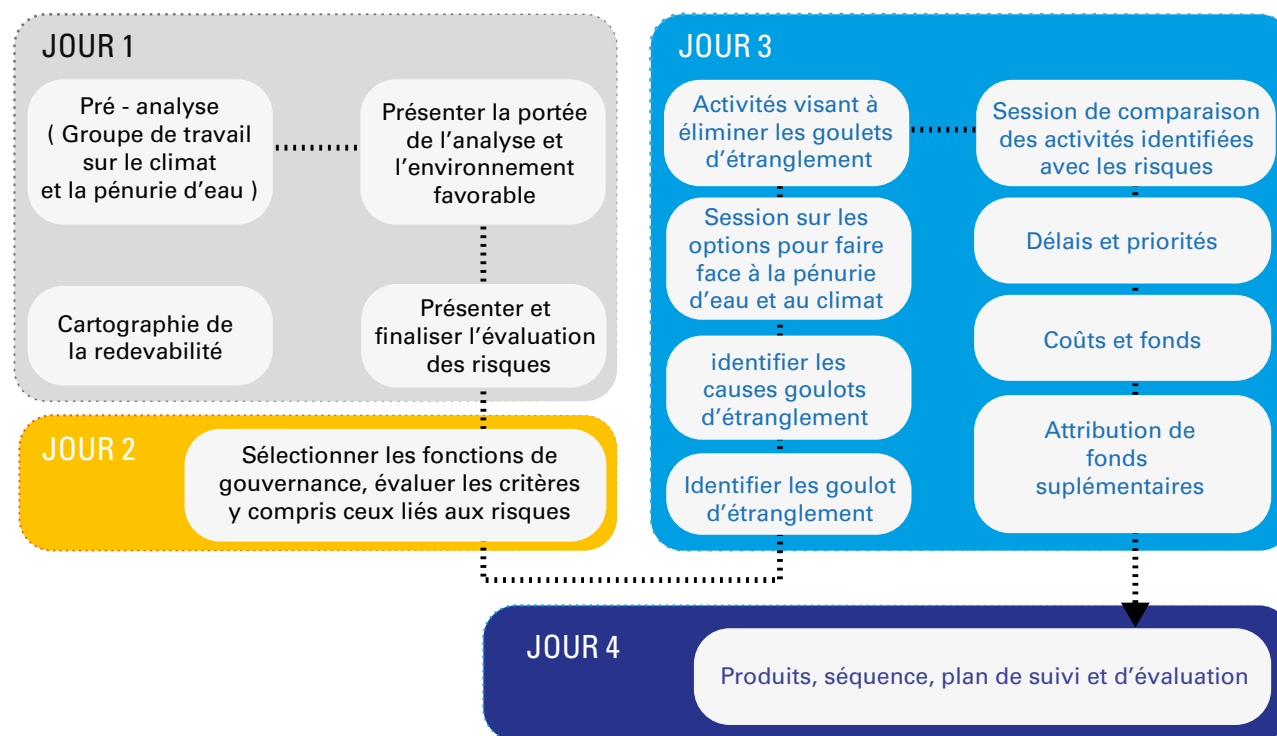 JOUR 1
Pré - analyse
( Groupe de travail
sur le climat
et la pénurie d'eau )
Présenter la portée
de l'analyse et
l'environnement
favorable
Cartographie de
la redevabilité
Présenter et
finaliser l'évaluation
des risques
JOUR 2
Sélectionner les fonctions de
gouvernance, évaluer les critères
y compris ceux liés aux risques
JOUR 3
Activités visant à
éliminer les goulets
d'étranglement
Session de comparaison
des activités identifiées
avec les risques
Session sur les
options pour faire
face à la pénurie
d'eau et au climat
Délais et priorités
identifier les
causes goulots
d'étranglement
Coûts et fonds
Identifier les goulot
d'étranglement
Attribution de
fonds
suplémentaires
JOUR 4
Produits, séquence, plan de suivi et d'évaluation